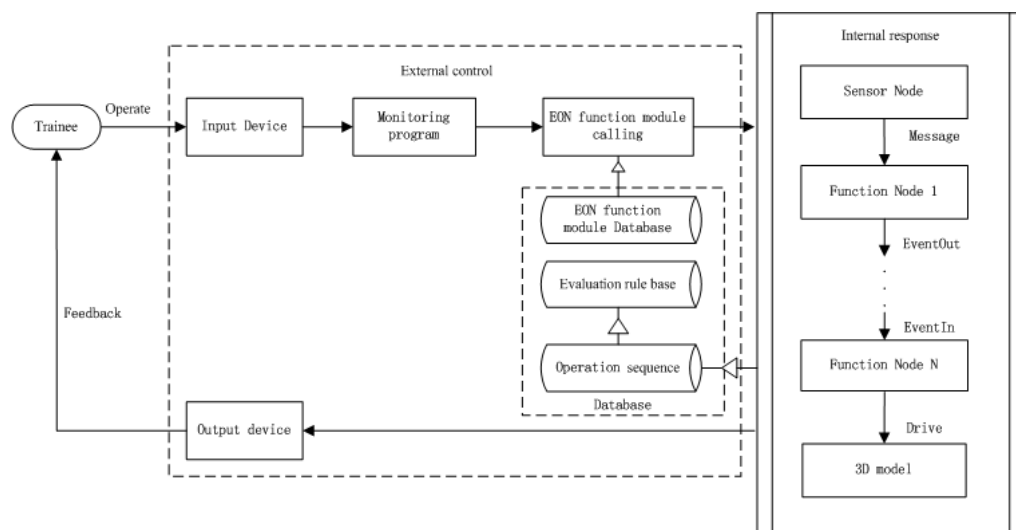 Internal response
External control
Operate
Trainee
Input Device
Monitoring
program
EON function module
calling
Sensor Node
Message
Function Node 1
EventOut
EON function
module Database
Evaluation rule base
Feedback
EventIn
Operation sequence
Function Node N
Database
Output device
Drive
3D model